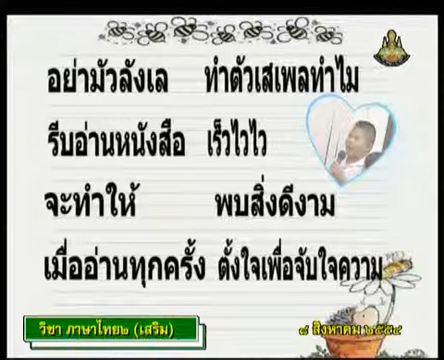 อย่ามัวลังเล ทำตัวเสเพลทำไม
รีบอ่านหนังสือ เร็วไวไว
จะทำให้ พบสิ่งดีงาม
เมื่ออ่านทุกครั้ง ตั้งใจเพื่อจับใจความ
วิชา ภาษาไทย๒ (เสริม)
๘ สิงหาคม ๒๕๕๔